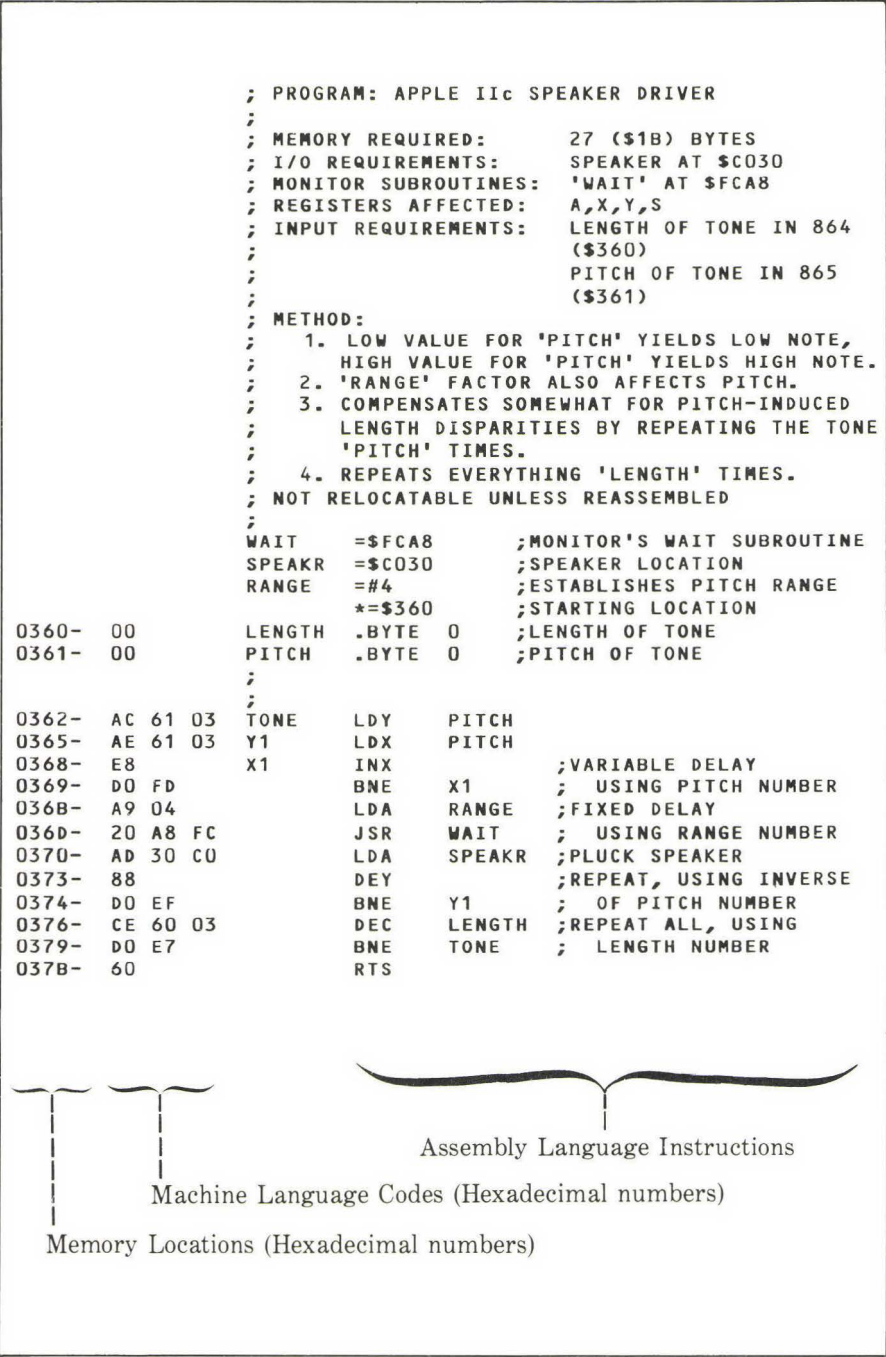 ; PROGRAM: APPLE IIc SPEAKER DRIVER
;
; MEMORY REQUIRED: 27 ($1B) BYTES
; I/O REQUIREMENTS: SPEAKER AT $C030
; MONITOR SUBROUTINES: 'WAIT' AT $FCA8
; REGISTERS AFFECTED: A,X,Y,S
; INPUT REQUIREMENTS: LENGTH OF TONE IN 864
; ($360)
; PITCH OF TONE IN 865
; ($361)
; METHOD:
; 1. LOW VALUE FOR 'PITCH' YIELDS LOW NOTE,
; HIGH VALUE FOR 'PITCH' YIELDS HIGH NOTE.
; 2. 'RANGE' FACTOR ALSO AFFECTS PITCH.
; 3. COMPENSATES SOMEWHAT FOR PITCH-INDUCED
; LENGTH DISPARITIES BY REPEATING THE TONE
; 'PITCH' TIMES.
; 4. REPEATS EVERYTHING 'LENGTH' TIMES.
; NOT RELOCATABLE UNLESS REASSEMBLED
;
WAIT =$FCA8 ;MONITOR'S WAIT SUBROUTINE
SPEAKR =$C030 ;SPEAKER LOCATION
RANGE =#4 ;ESTABLISHES PITCH RANGE
*=$360 ;STARTING LOCATION
0360- 00 LENGTH .BYTE 0 ;LENGTH OF TONE
0361- 00 PITCH .BYTE 0 ;PITCH OF TONE
;
;
0362- AC 61 03 TONE LDY PITCH
0365- AE 61 03 Y1 LDX PITCH
0368- E8 X1 INX ;VARIABLE DELAY
0369- D0 FD BNE X1 ; USING PITCH NUMBER
036B- A9 04 LDA RANGE ;FIXED DELAY
036D- 20 A8 FC JSR WAIT ; USING RANGE NUMBER
0370- AD 30 C0 LDA SPEAKR ;PLUCK SPEAKER
0373- 88 DEY ;REPEAT, USING INVERSE
0374- D0 EF BNE Y1 ; OF PITCH NUMBER
0376- CE 60 03 DEC LENGTH ;REPEAT ALL, USING
0379- D0 E7 BNE TONE ; LENGTH NUMBER
037B- 60 RTS
Assembly Language Instructions
Machine Language Codes (Hexadecimal numbers)
Memory Locations (Hexadecimal numbers)